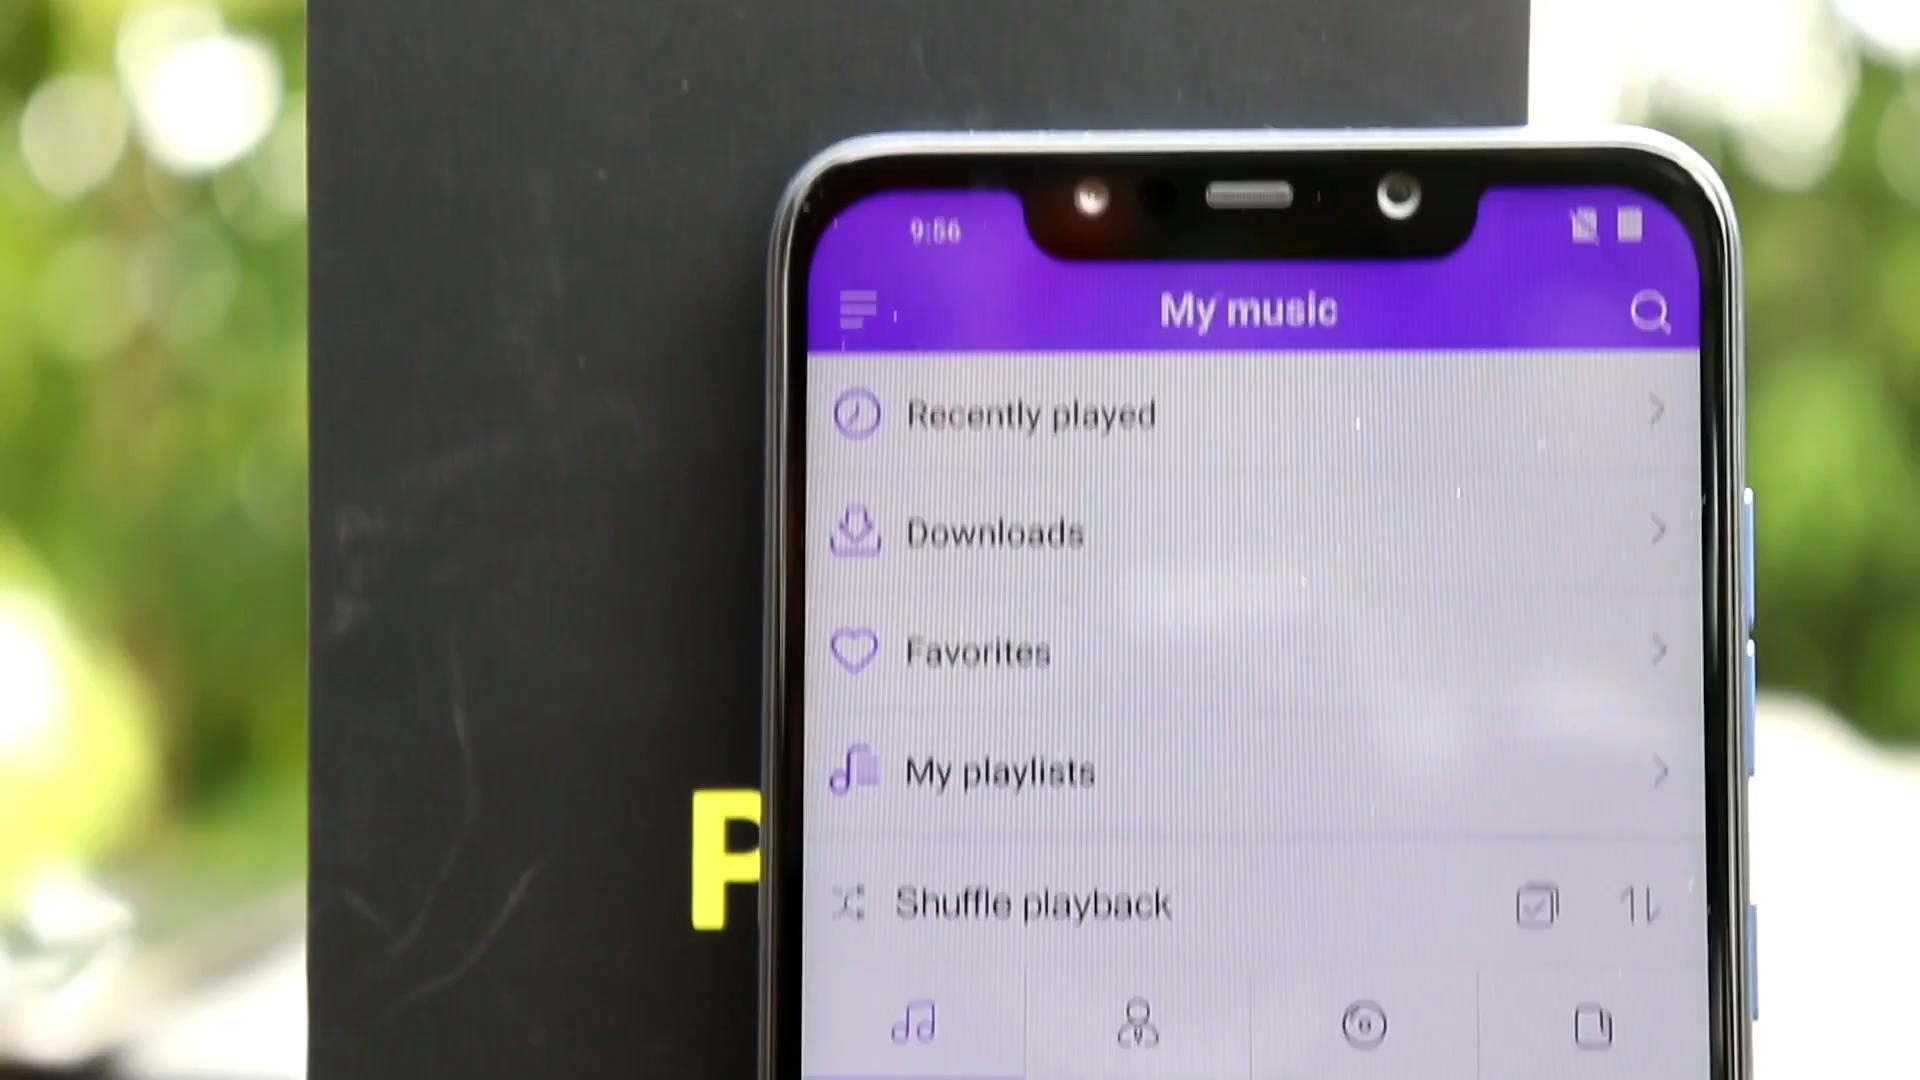 9:56
My music
Recently played
Downloads
Favorites
My playlists
P
Shuffle playback